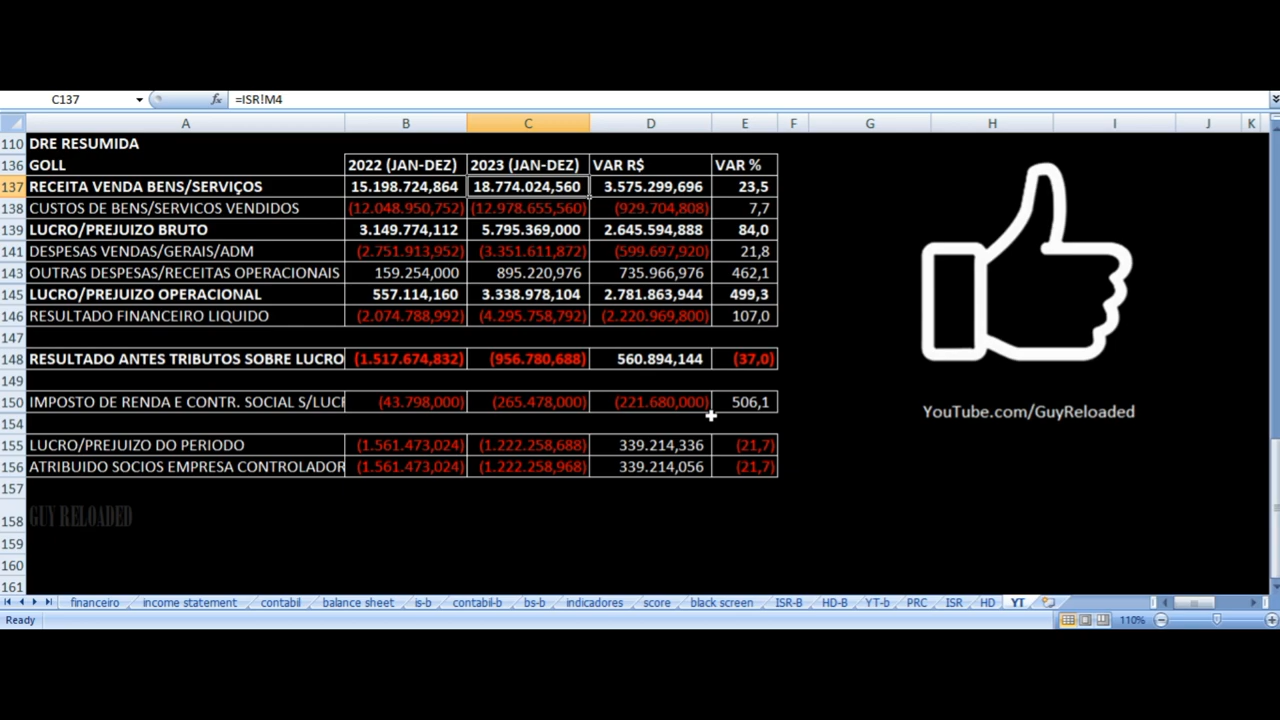 C137 fx =ISR!M4
A B C D E F G H I J K
110 DRE RESUMIDA
136 GOLL 2022 (JAN-DEZ) 2023 (JAN-DEZ) VAR R$ VAR %
137 RECEITA VENDA BENS/SERVIÇOS 15.198.724,864 18.774.024,560 3.575.299,696 23,5
138 CUSTOS DE BENS/SERVICOS VENDIDOS (12.048.950,752) (12.978.655,560) (929.704,808) 7,7
139 LUCRO/PREJUIZO BRUTO 3.149.774,112 5.795.369,000 2.645.594,888 84,0
141 DESPESAS VENDAS/GERAIS/ADM (2.751.913,952) (3.351.611,872) (599.697,920) 21,8
143 OUTRAS DESPESAS/RECEITAS OPERACIONAIS 159.254,000 895.220,976 735.966,976 462,1
145 LUCRO/PREJUIZO OPERACIONAL 557.114,160 3.338.978,104 2.781.863,944 499,3
146 RESULTADO FINANCEIRO LIQUIDO (2.074.788,992) (4.295.758,792) (2.220.969,800) 107,0
147
148 RESULTADO ANTES TRIBUTOS SOBRE LUCRO (1.517.674,832) (956.780,688) 560.894,144 (37,0)
149
150 IMPOSTO DE RENDA E CONTR. SOCIAL S/LUCR (43.798,000) (265.478,000) (221.680,000) 506,1
154
155 LUCRO/PREJUIZO DO PERIODO (1.561.473,024) (1.222.258,688) 339.214,336 (21,7)
156 ATRIBUIDO SOCIOS EMPRESA CONTROLADOR (1.561.473,024) (1.222.258,968) 339.214,056 (21,7)
157
158 GUY RELOADED
159
160
161
YouTube.com/GuyReloaded
financeiro income statement contabil balance sheet is-b contabil-b bs-b indicadores score black screen ISR-B HD-B YT-b PRC ISR HD YT
Ready 110%